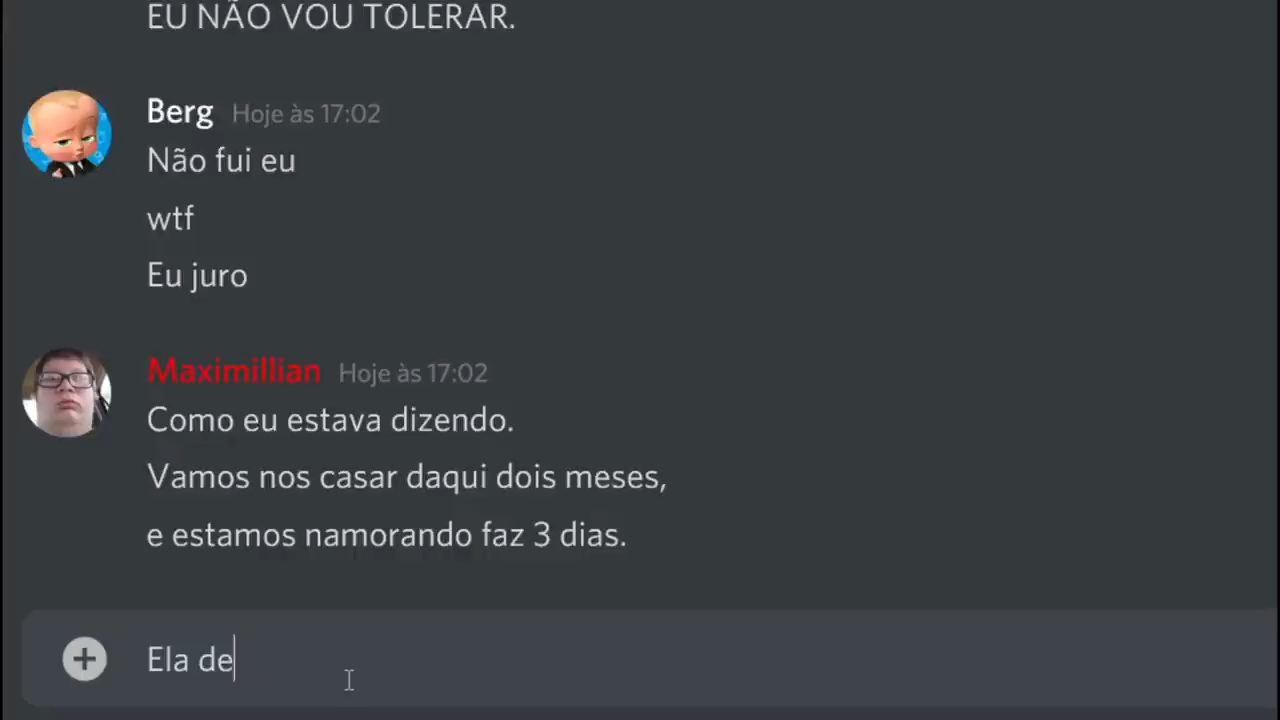 EU NÃO VOU TOLERAR.
Berg Hoje às 17:02
Não fui eu
wtf
Eu juro
Maximillian Hoje às 17:02
Como eu estava dizendo.
Vamos nos casar daqui dois meses,
e estamos namorando faz 3 dias.
Ela de